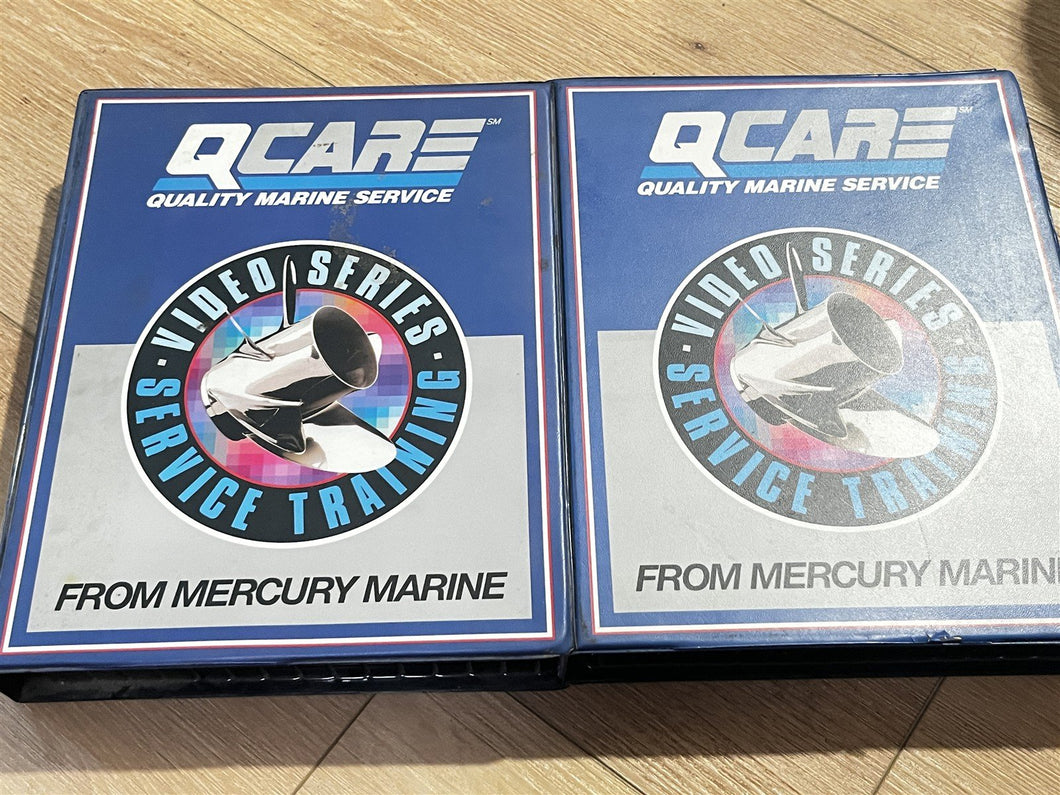 QCARE SM
QUALITY MARINE SERVICE
· VIDEO SERIES ·
SERVICE TRAINING
FROM MERCURY MARINE
QCARE SM
QUALITY MARINE SERVICE
· VIDEO SERIES ·
SERVICE TRAINING
FROM MERCURY MARIN